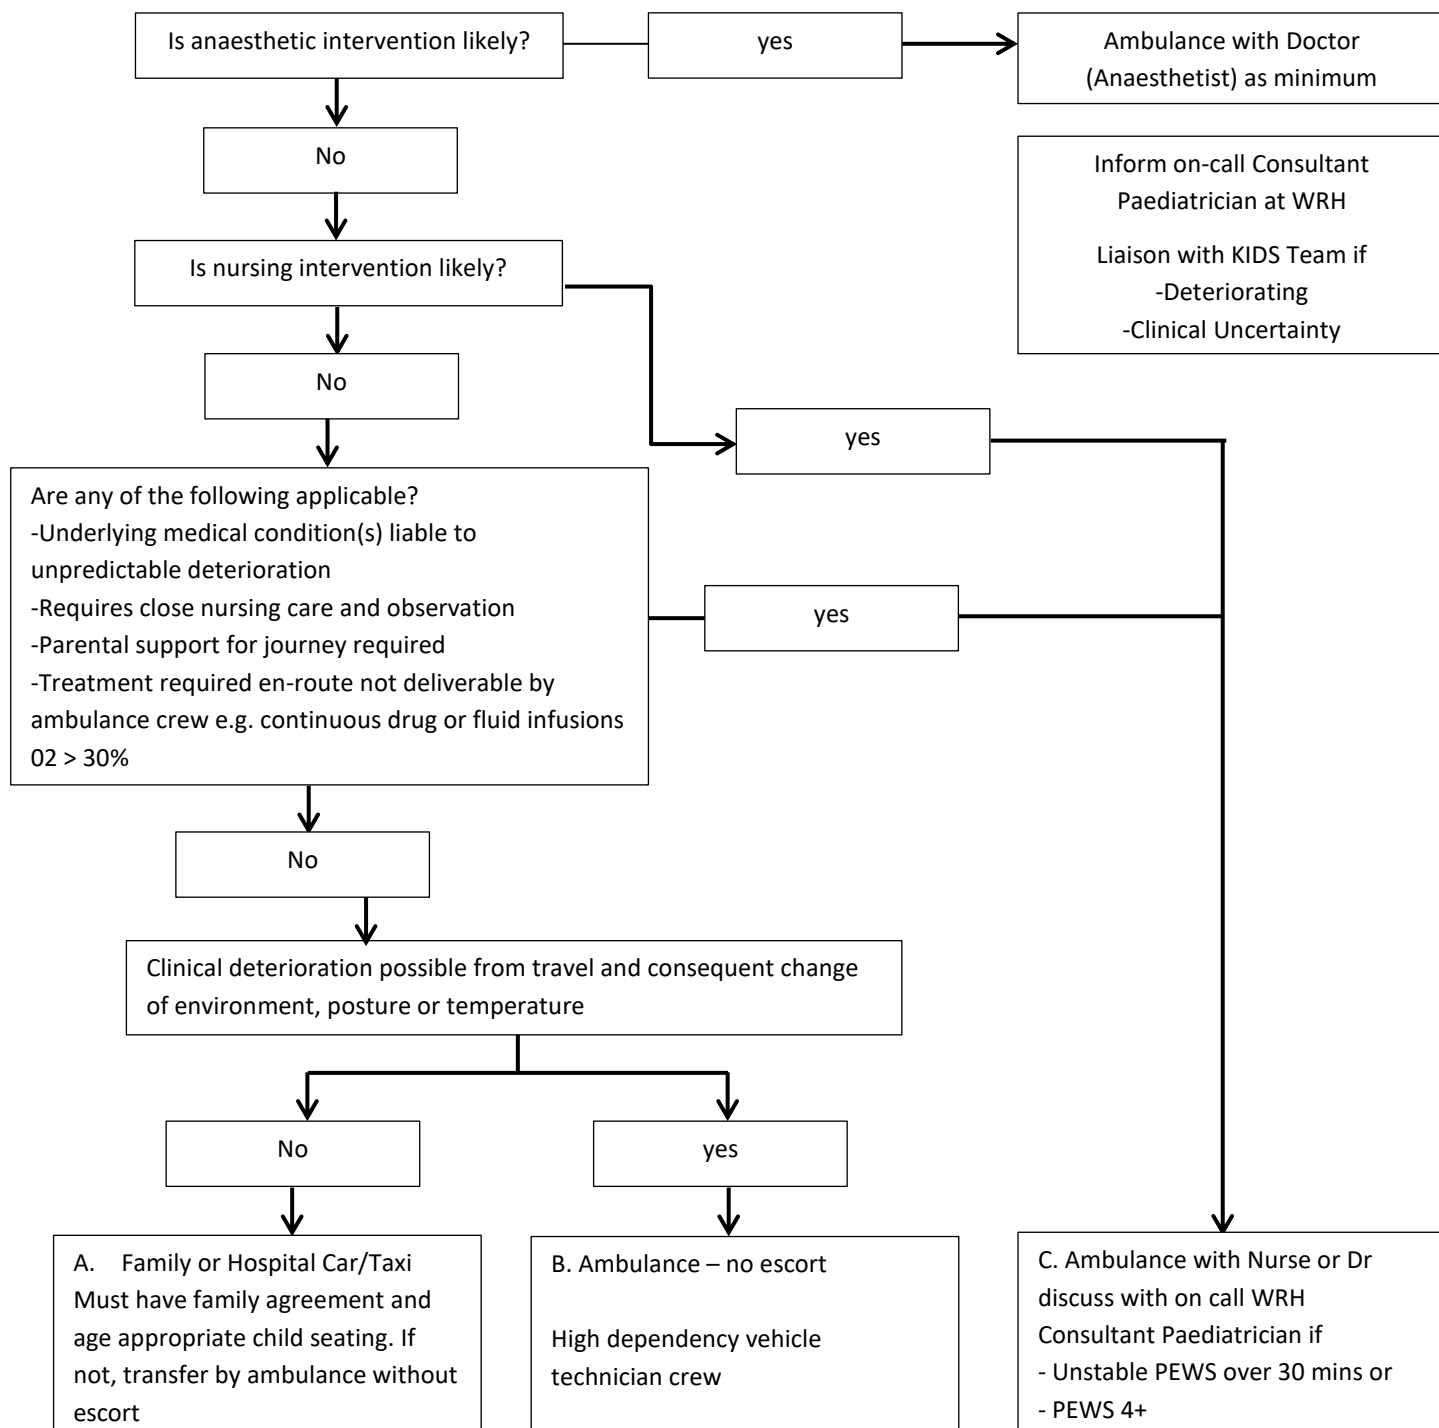 Is anaesthetic intervention likely?
yes
Ambulance with Doctor
(Anaesthetist) as minimum
No
Inform on-call Consultant
Paediatrician at WRH
Liaison with KIDS Team if
-Deteriorating
-Clinical Uncertainty
Is nursing intervention likely?
No
yes
Are any of the following applicable?
-Underlying medical condition(s) liable to
unpredictable deterioration
-Requires close nursing care and observation
-Parental support for journey required
-Treatment required en-route not deliverable by
ambulance crew e.g. continuous drug or fluid infusions
02 > 30%
yes
No
Clinical deterioration possible from travel and consequent change
of environment, posture or temperature
No
yes
A. Family or Hospital Car/Taxi
Must have family agreement and
age appropriate child seating. If
not, transfer by ambulance without
escort
B. Ambulance – no escort
High dependency vehicle
technician crew
C. Ambulance with Nurse or Dr
discuss with on call WRH
Consultant Paediatrician if
- Unstable PEWS over 30 mins or
- PEWS 4+